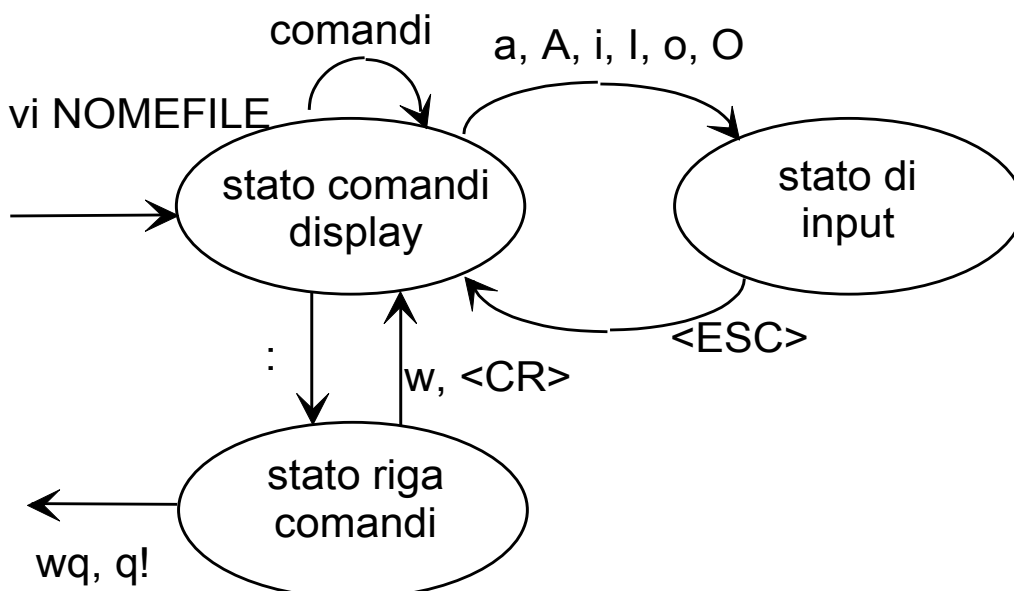 comandi
a, A, i, I, o, O
vi NOMEFILE
stato comandi
display
stato di
input
<ESC>
:
w, <CR>
stato riga
comandi
wq, q!